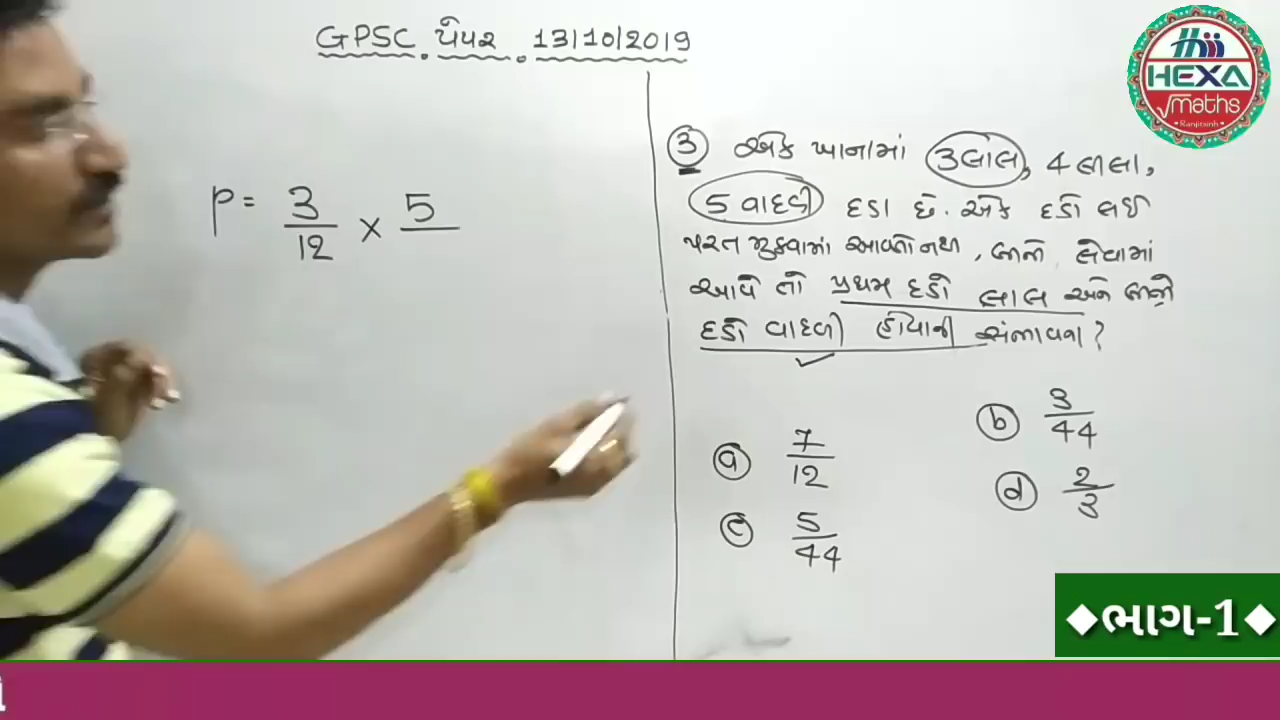 GPSC પેપર 13/10/2019
P = 3/12 × 5
③ એક ખાનામાં 3 લાલ, 4 લીલા,
5 વાદળી દડા છે. એક દડો લઈ
પરત મુકવામાં આવતો નથી, બીજો લેવામાં
આવે તો પ્રથમ દડો લાલ અને બીજો
દડો વાદળી હોવાની સંભાવના?
ⓐ 7/12
ⓑ 3/44
ⓒ 5/44
ⓓ 2/3
HEXA
√maths
Ranjitsinh
◆ભાગ-1◆